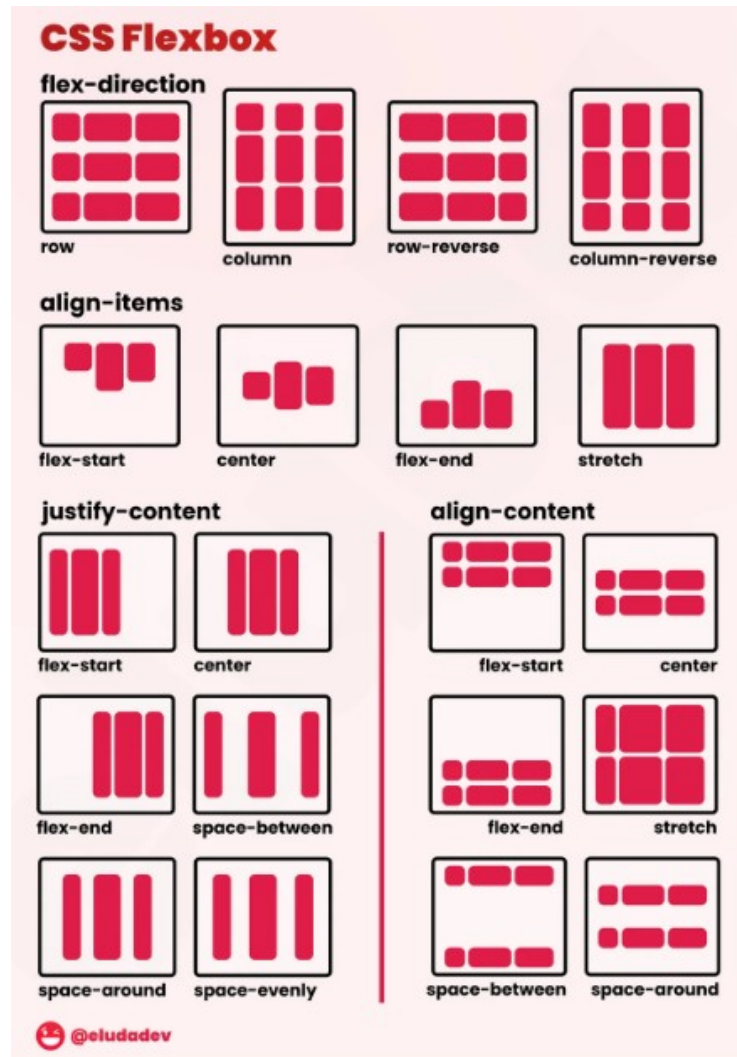 CSS Flexbox
flex-direction
row
column
row-reverse
column-reverse
align-items
flex-start
center
flex-end
stretch
justify-content
flex-start
center
flex-end
space-between
space-around
space-evenly
align-content
flex-start
center
flex-end
stretch
space-between
space-around
@eludadev